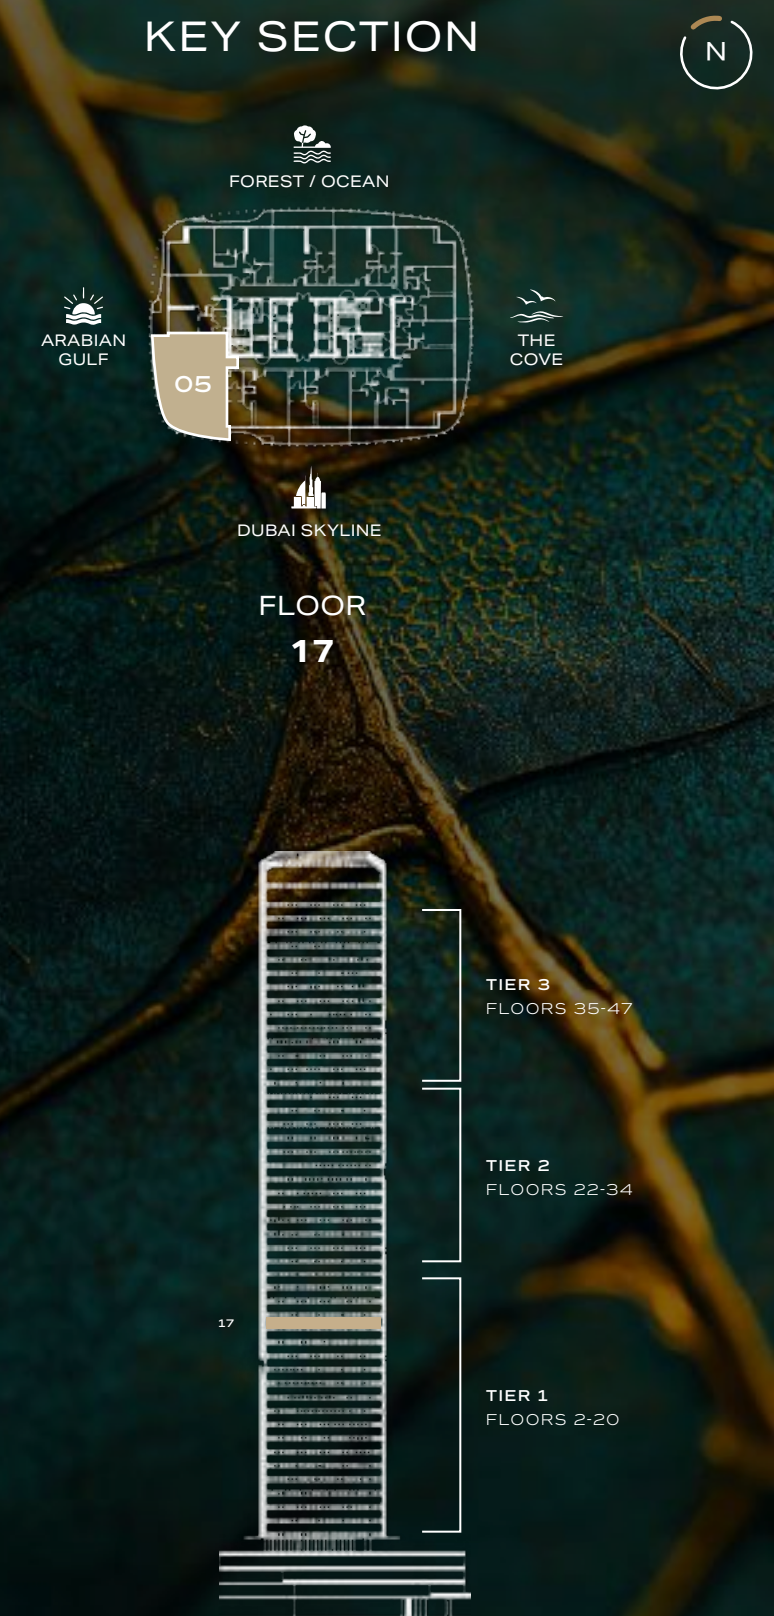 KEY SECTION
N
FOREST / OCEAN
ARABIAN
GULF
THE
COVE
05
DUBAI SKYLINE
FLOOR
17
TIER 3
FLOORS 35-47
TIER 2
FLOORS 22-34
17
TIER 1
FLOORS 2-20